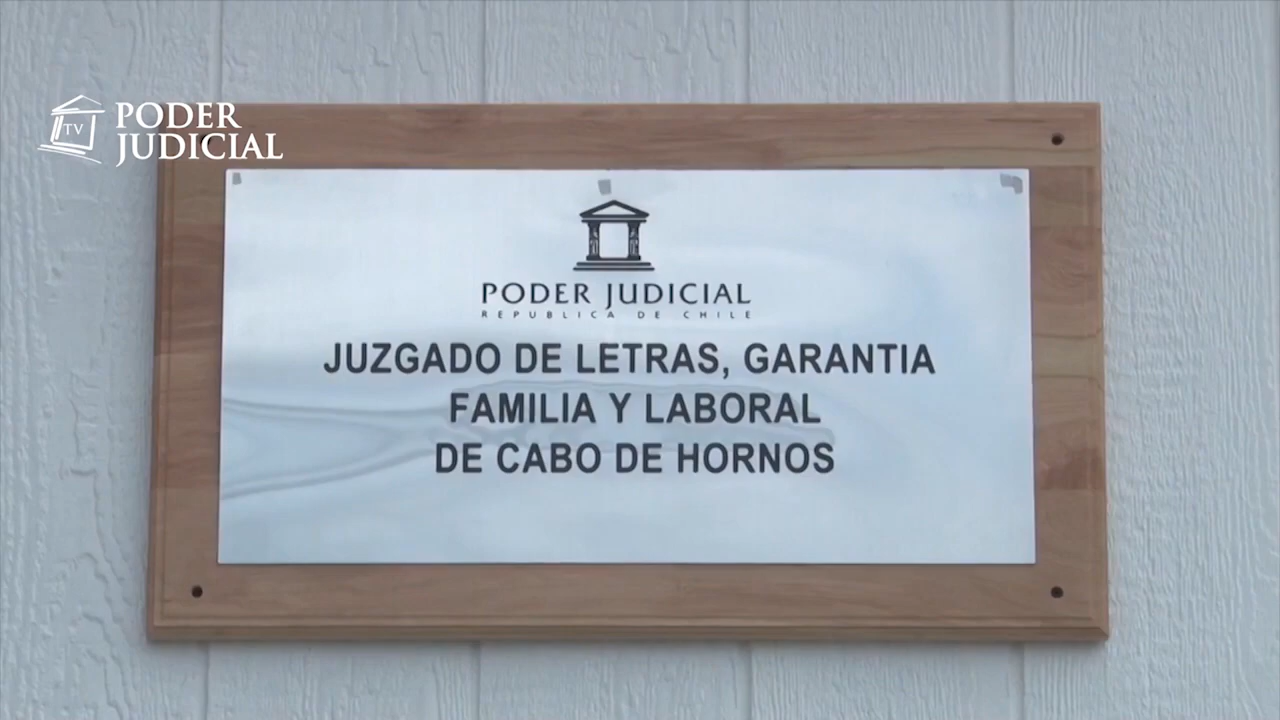 TV
PODER
JUDICIAL
PODER JUDICIAL
REPUBLICA DE CHILE
JUZGADO DE LETRAS, GARANTIA
FAMILIA Y LABORAL
DE CABO DE HORNOS